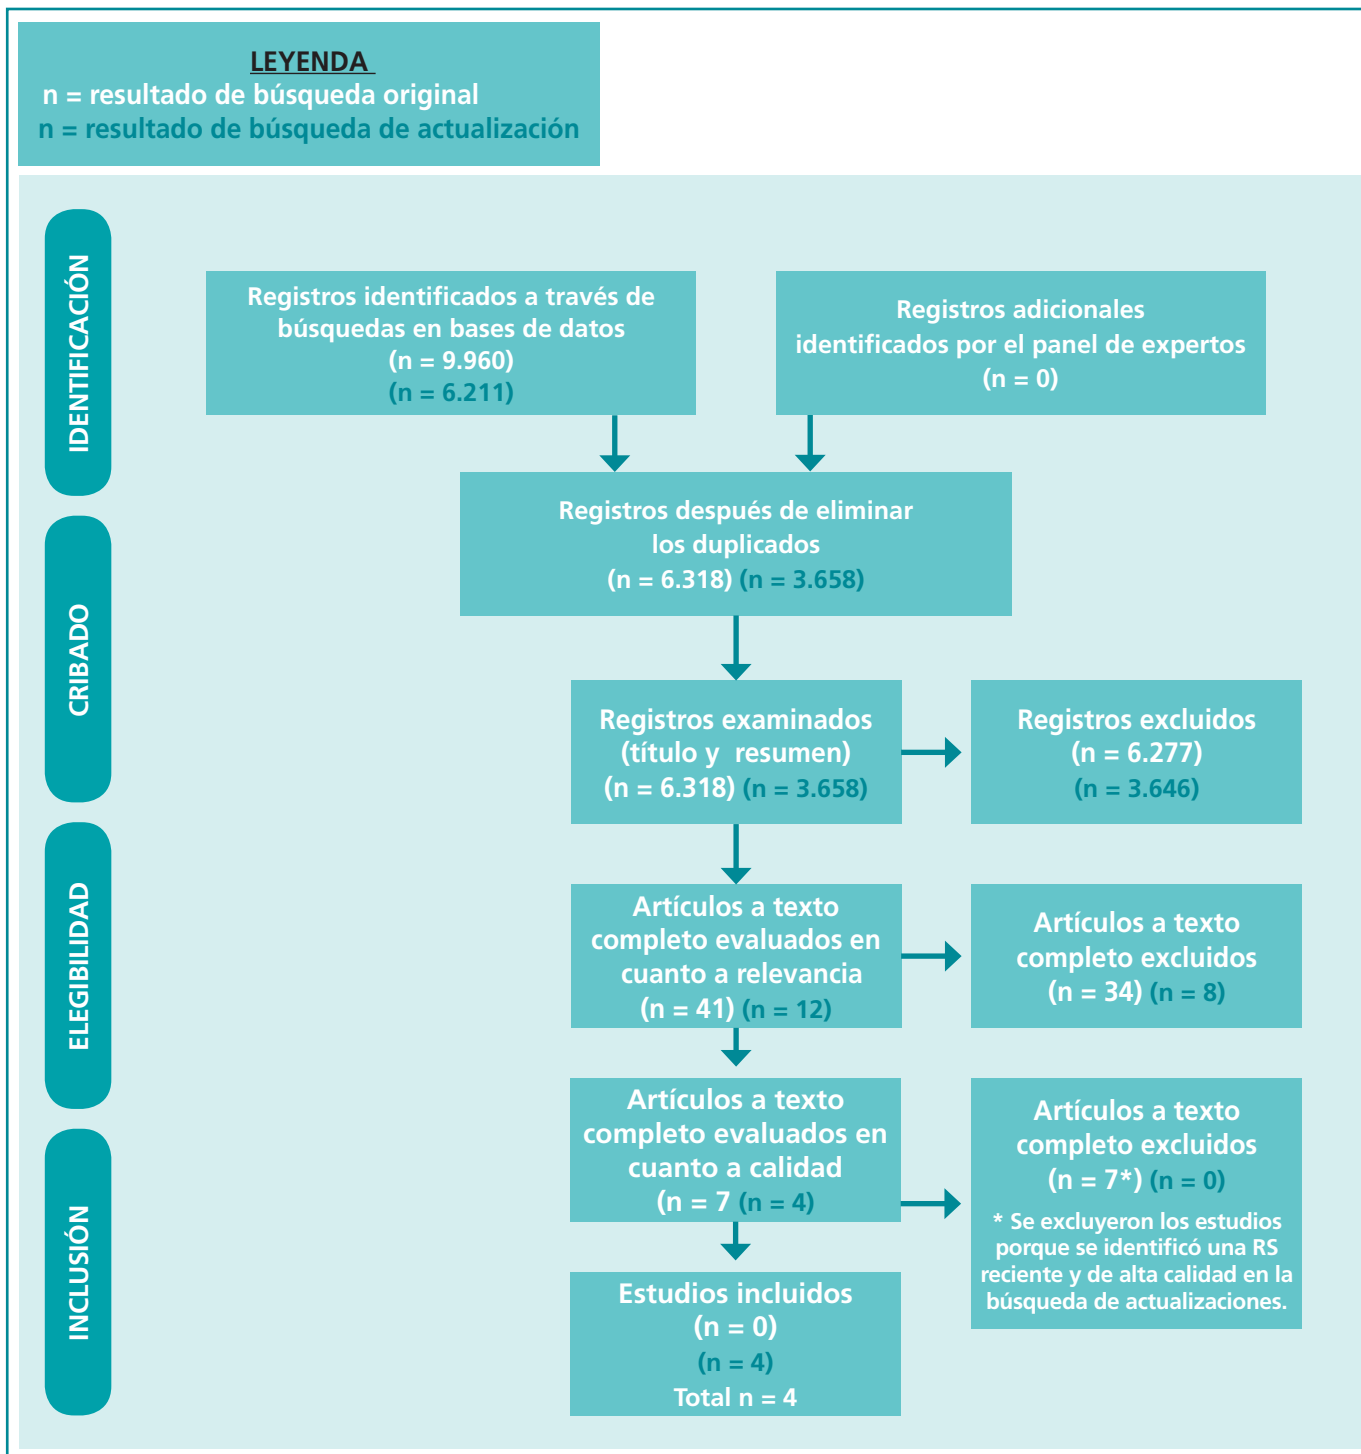 LEYENDA
n = resultado de búsqueda original
n = resultado de búsqueda de actualización
IDENTIFICACIÓN
Registros identificados a través de
búsquedas en bases de datos
(n = 9.960)
(n = 6.211)
Registros adicionales
identificados por el panel de expertos
(n = 0)
Registros después de eliminar
los duplicados
(n = 6.318) (n = 3.658)
CRIBADO
Registros examinados
(título y resumen)
(n = 6.318) (n = 3.658)
Registros excluidos
(n = 6.277)
(n = 3.646)
ELEGIBILIDAD
Artículos a texto
completo evaluados en
cuanto a relevancia
(n = 41) (n = 12)
Artículos a texto
completo excluidos
(n = 34) (n = 8)
Artículos a texto
completo evaluados en
cuanto a calidad
(n = 7 (n = 4)
Artículos a texto
completo excluidos
(n = 7*) (n = 0)
* Se excluyeron los estudios
porque se identificó una RS
reciente y de alta calidad en la
búsqueda de actualizaciones.
INCLUSIÓN
Estudios incluidos
(n = 0)
(n = 4)
Total n = 4